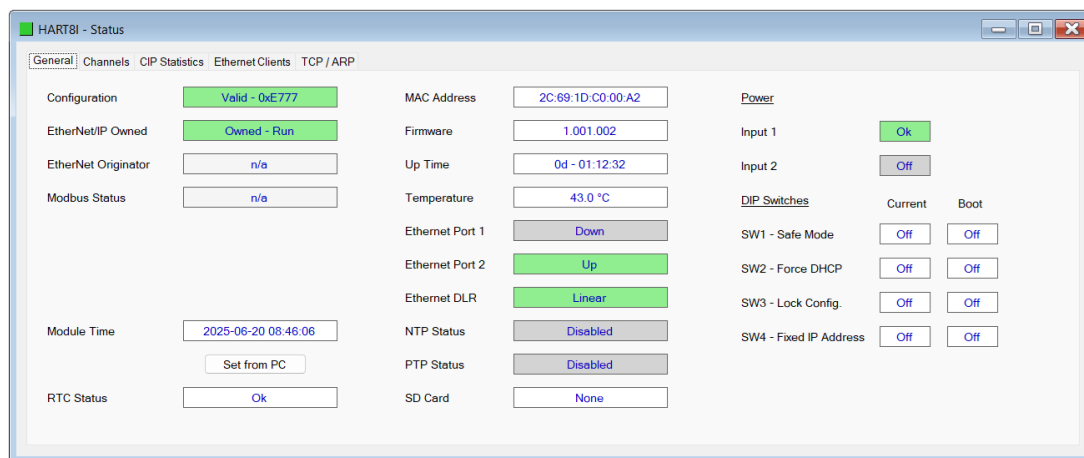 HART8I - Status
General Channels CIP Statistics Ethernet Clients TCP / ARP
Configuration Valid - 0xE777 MAC Address 2C:69:1D:C0:00:A2 Power
EtherNet/IP Owned Owned - Run Firmware 1.001.002 Input 1 Ok
EtherNet Originator n/a Up Time 0d - 01:12:32 Input 2 Off
Modbus Status n/a Temperature 43.0 °C DIP Switches Current Boot
Ethernet Port 1 Down SW1 - Safe Mode Off Off
Ethernet Port 2 Up SW2 - Force DHCP Off Off
Ethernet DLR Linear SW3 - Lock Config. Off Off
Module Time 2025-06-20 08:46:06 NTP Status Disabled SW4 - Fixed IP Address Off Off
Set from PC PTP Status Disabled
RTC Status Ok SD Card None